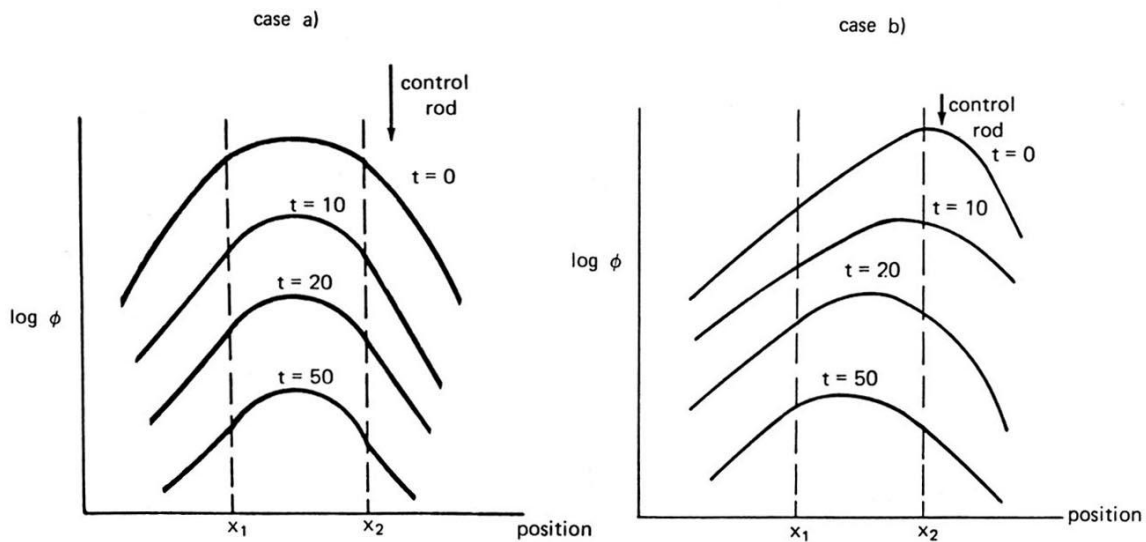 case a)
control
rod
t = 0
t = 10
t = 20
t = 50
log φ
x₁
x₂
position
case b)
control
rod
t = 0
t = 10
t = 20
t = 50
log φ
x₁
x₂
position